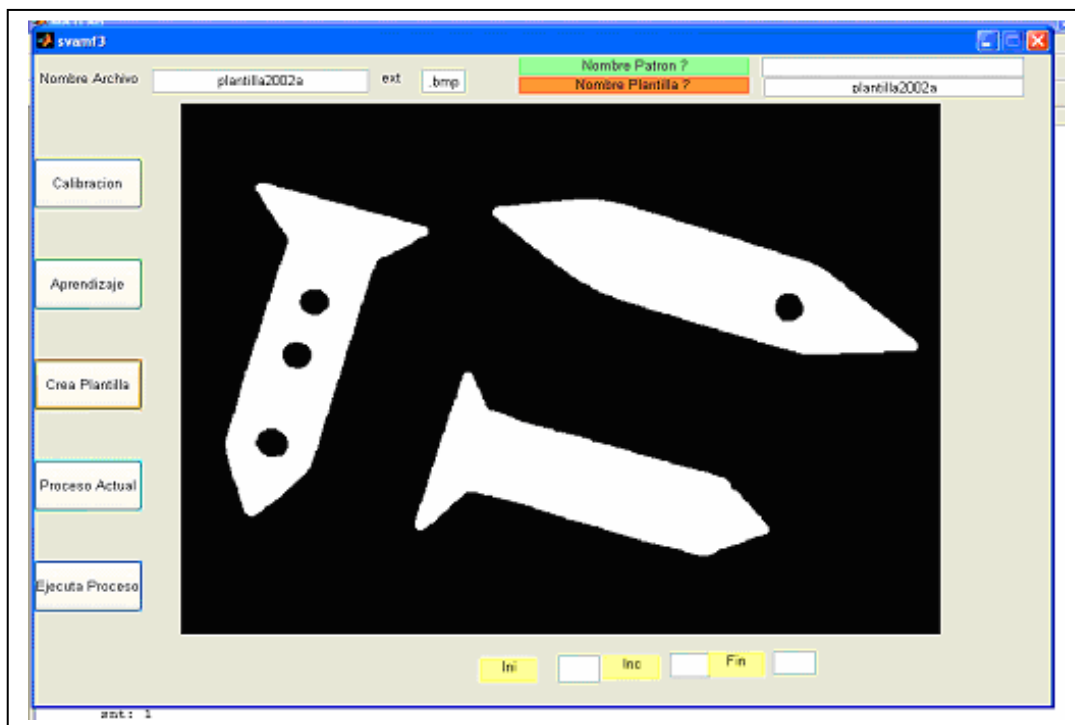 svamf3
Nombre Archivo plantilla2002a ext .bmp
Nombre Patron ?
Nombre Plantilla ? plantilla2002a
Calibracion
Aprendizaje
Crea Plantilla
Proceso Actual
Ejecuta Proceso
Ini Inc Fin
ant: 1